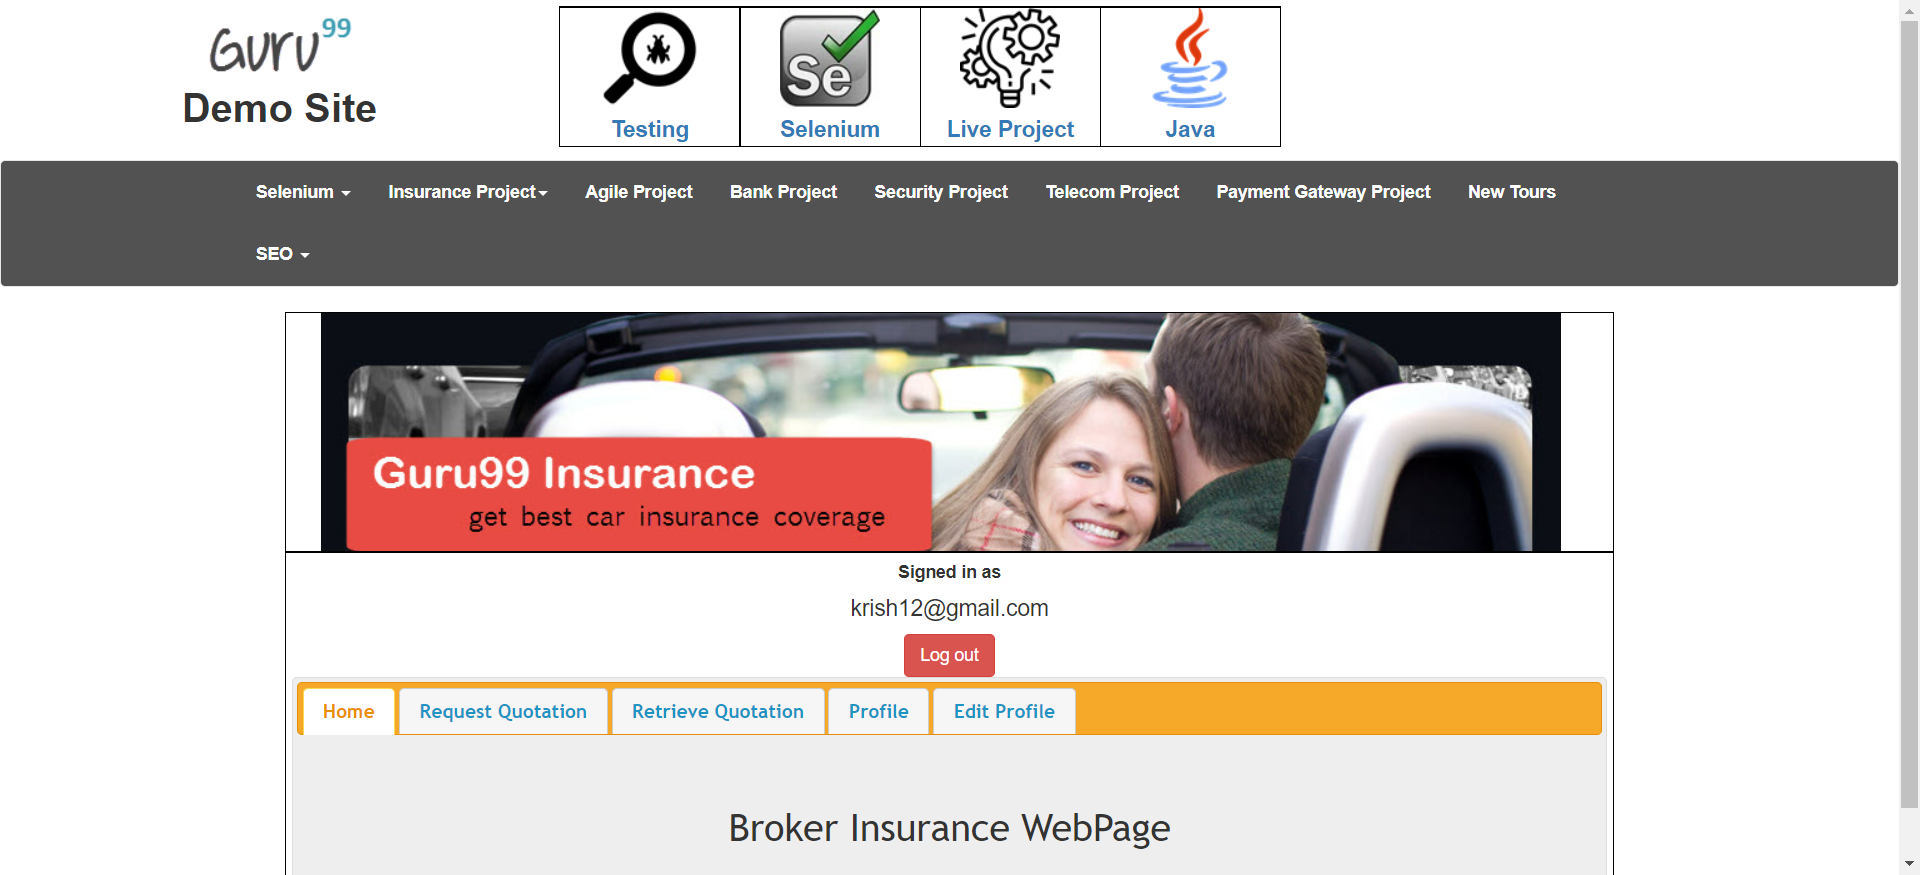 Guru99
Demo Site
Testing
Se
Selenium
Live Project
Java
Selenium
Insurance Project
Agile Project
Bank Project
Security Project
Telecom Project
Payment Gateway Project
New Tours
SEO
Guru99 Insurance
get best car insurance coverage
Signed in as
krish12@gmail.com
Log out
Home
Request Quotation
Retrieve Quotation
Profile
Edit Profile
Broker Insurance WebPage